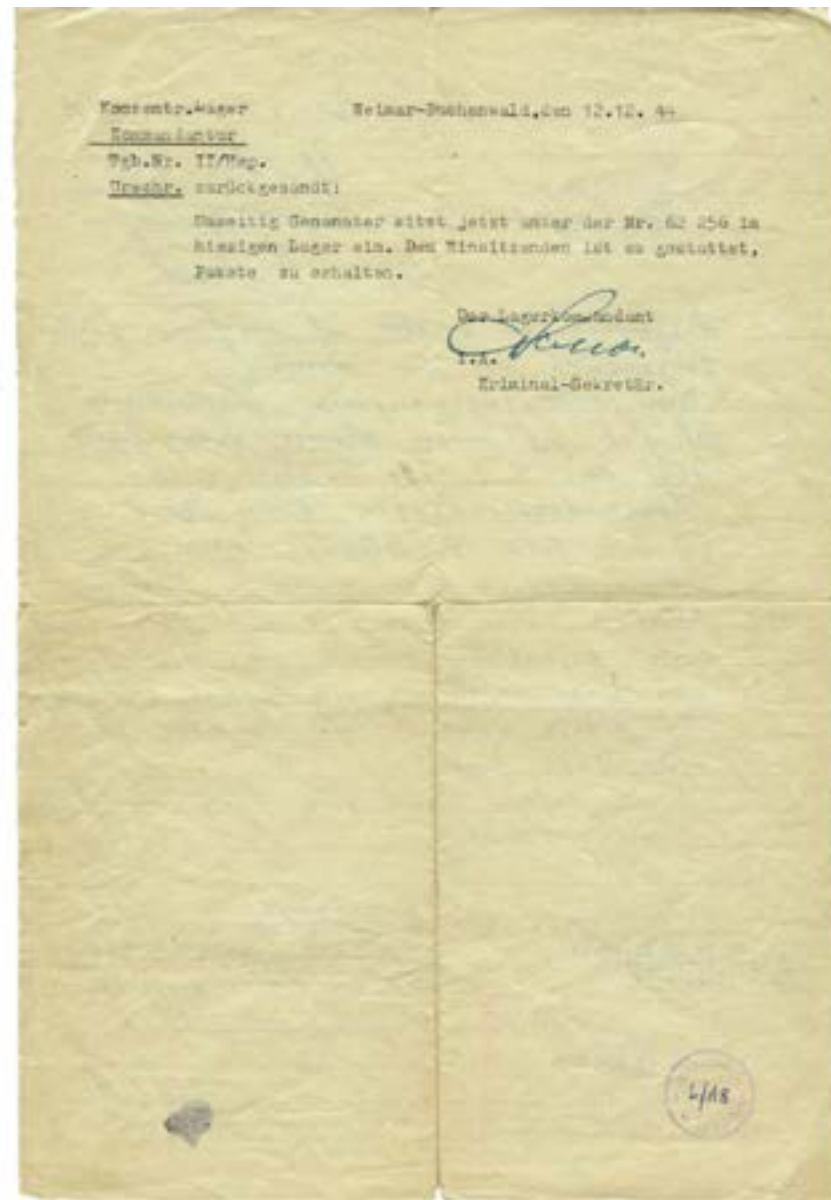 Konzentr.Lager Weimar-Buchenwald,den 12.12. 44
Kommandantur
Tgb.Nr. II/
Urschr. zurückgesandt:
Umseitig Genannter sitzt jetzt unter der Nr. 62 256 im
hiesigen Lager ein. Dem Einsitzenden ist es gestattet,
Pakete zu erhalten.
Der Lagerkommandant
I.A.
Kriminal-Sekretär.
4/18